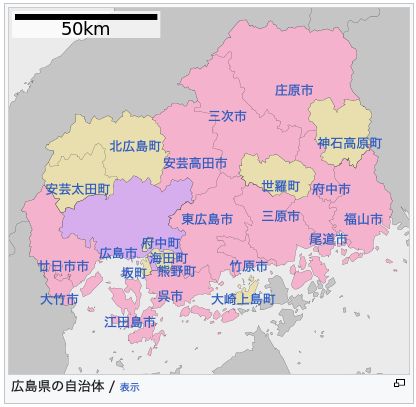 50km
庄原市
三次市
神石高原町
北広島町
安芸高田市
安芸太田町
世羅町
府中市
東広島市
三原市
福山市
尾道市
府中町
広島市
海田町
廿日市市
坂町
熊野町
竹原市
大竹市
呉市
大崎上島町
江田島市
広島県の自治体 / 表示